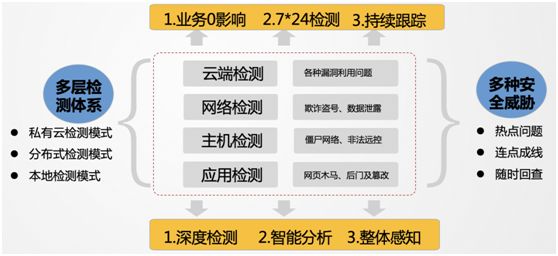 1.业务0影响 2.7*24检测 3.持续跟踪
多层检
测体系
私有云检测模式
分布式检测模式
本地检测模式
云端检测 各种漏洞利用问题
网络检测 欺诈盗号、数据泄露
主机检测 僵尸网络、非法远控
应用检测 网页木马、后门及篡改
多种安
全威胁
热点问题
连点成线
随时回查
1.深度检测 2.智能分析 3.整体感知